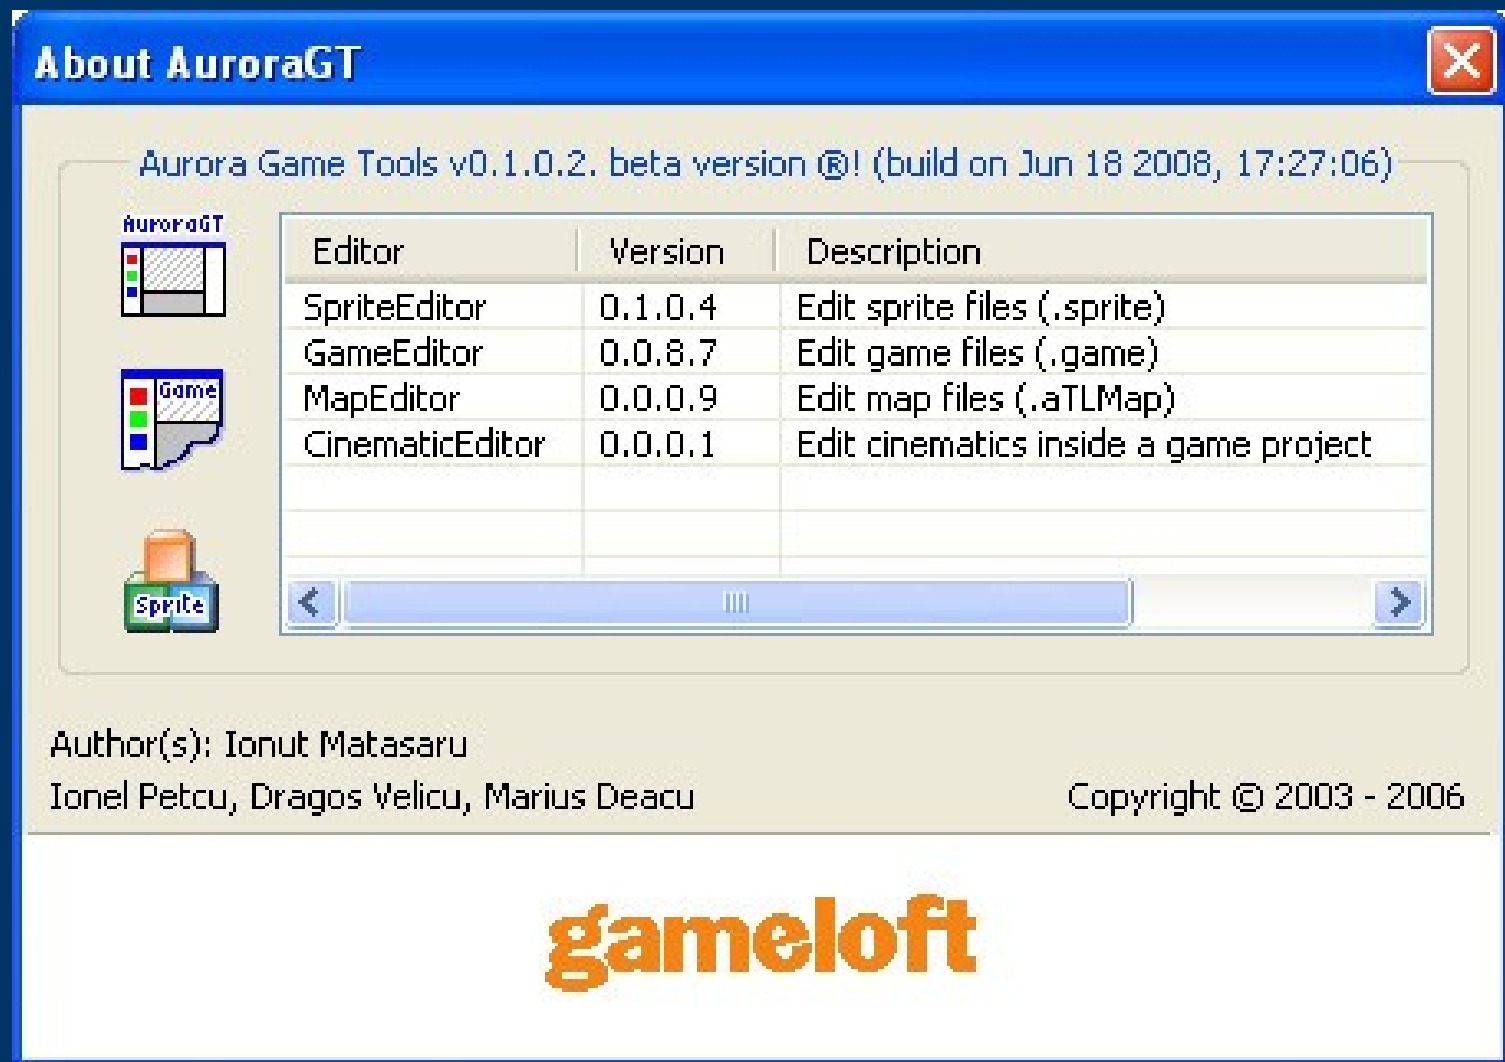 About AuroraGT
Aurora Game Tools v0.1.0.2. beta version ®! (build on Jun 18 2008, 17:27:06)
AuroraGT
Game
Sprite
Editor Version Description
SpriteEditor 0.1.0.4 Edit sprite files (.sprite)
GameEditor 0.0.8.7 Edit game files (.game)
MapEditor 0.0.0.9 Edit map files (.aTLMap)
CinematicEditor 0.0.0.1 Edit cinematics inside a game project
Author(s): Ionut Matasaru
Ionel Petcu, Dragos Velicu, Marius Deacu
Copyright © 2003 - 2006
gameloft